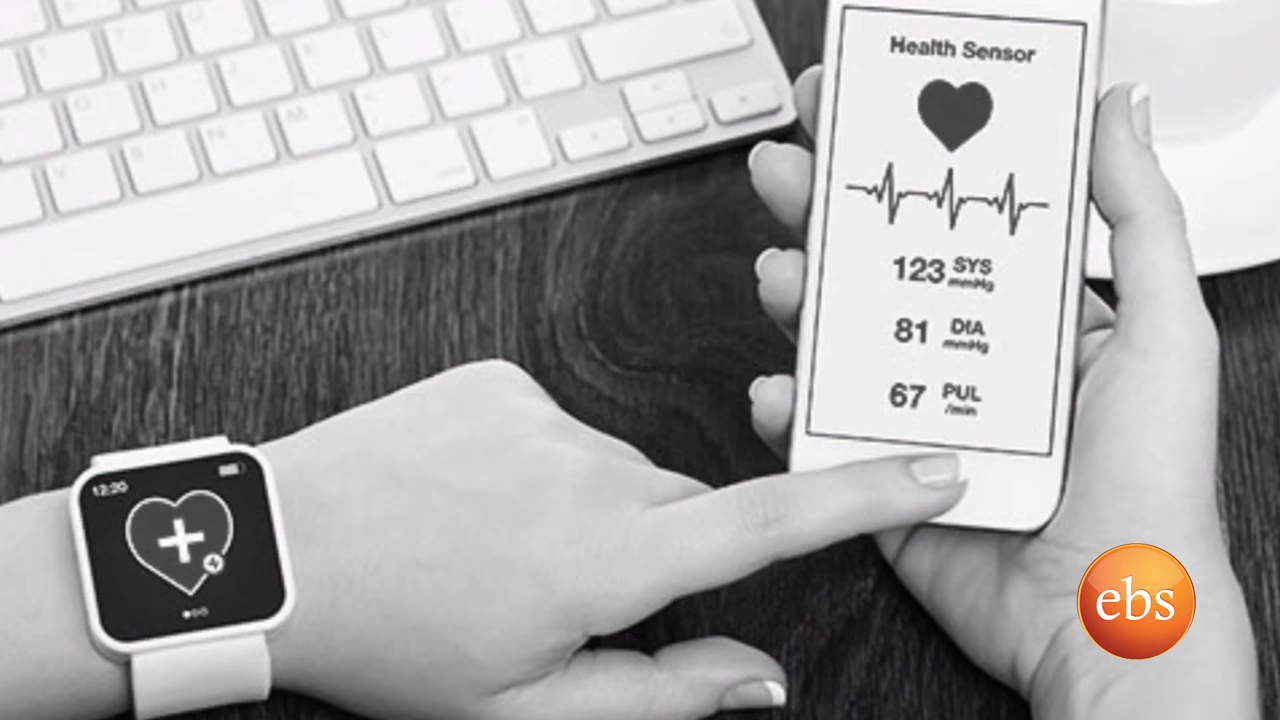 Health Sensor
123 SYS
mmHg
81 DIA
mmHg
67 PUL
/min
12:20
ebs